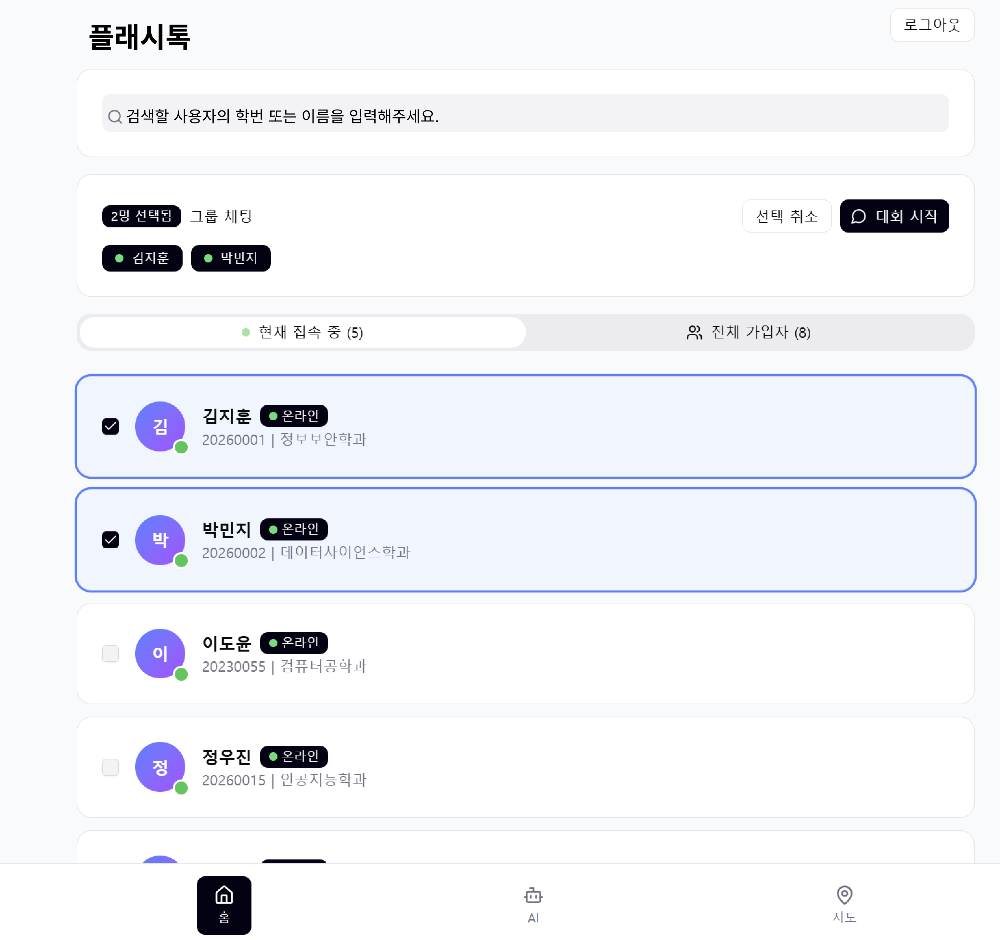 플래시톡
로그아웃
검색할 사용자의 학번 또는 이름을 입력해주세요.
2명 선택됨 그룹 채팅
선택 취소
대화 시작
김지훈
박민지
현재 접속 중 (5)
전체 가입자 (8)
김
김지훈 온라인
20260001 | 정보보안학과
박
박민지 온라인
20260002 | 데이터사이언스학과
이
이도윤 온라인
20230055 | 컴퓨터공학과
정
정우진 온라인
20260015 | 인공지능학과
홈
AI
지도